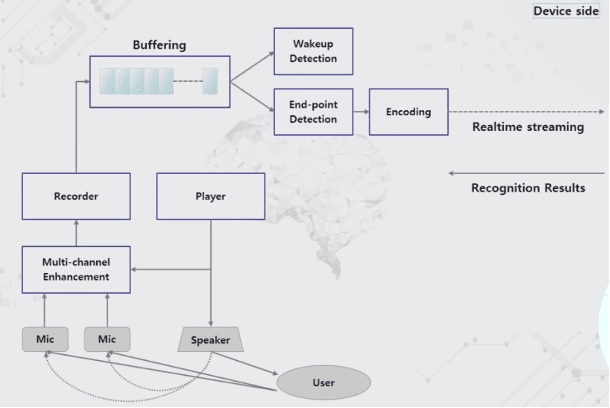 Device side
Buffering
Wakeup
Detection
End-point
Detection
Encoding
Realtime streaming
Recognition Results
Recorder
Player
Multi-channel
Enhancement
Mic
Mic
Speaker
User